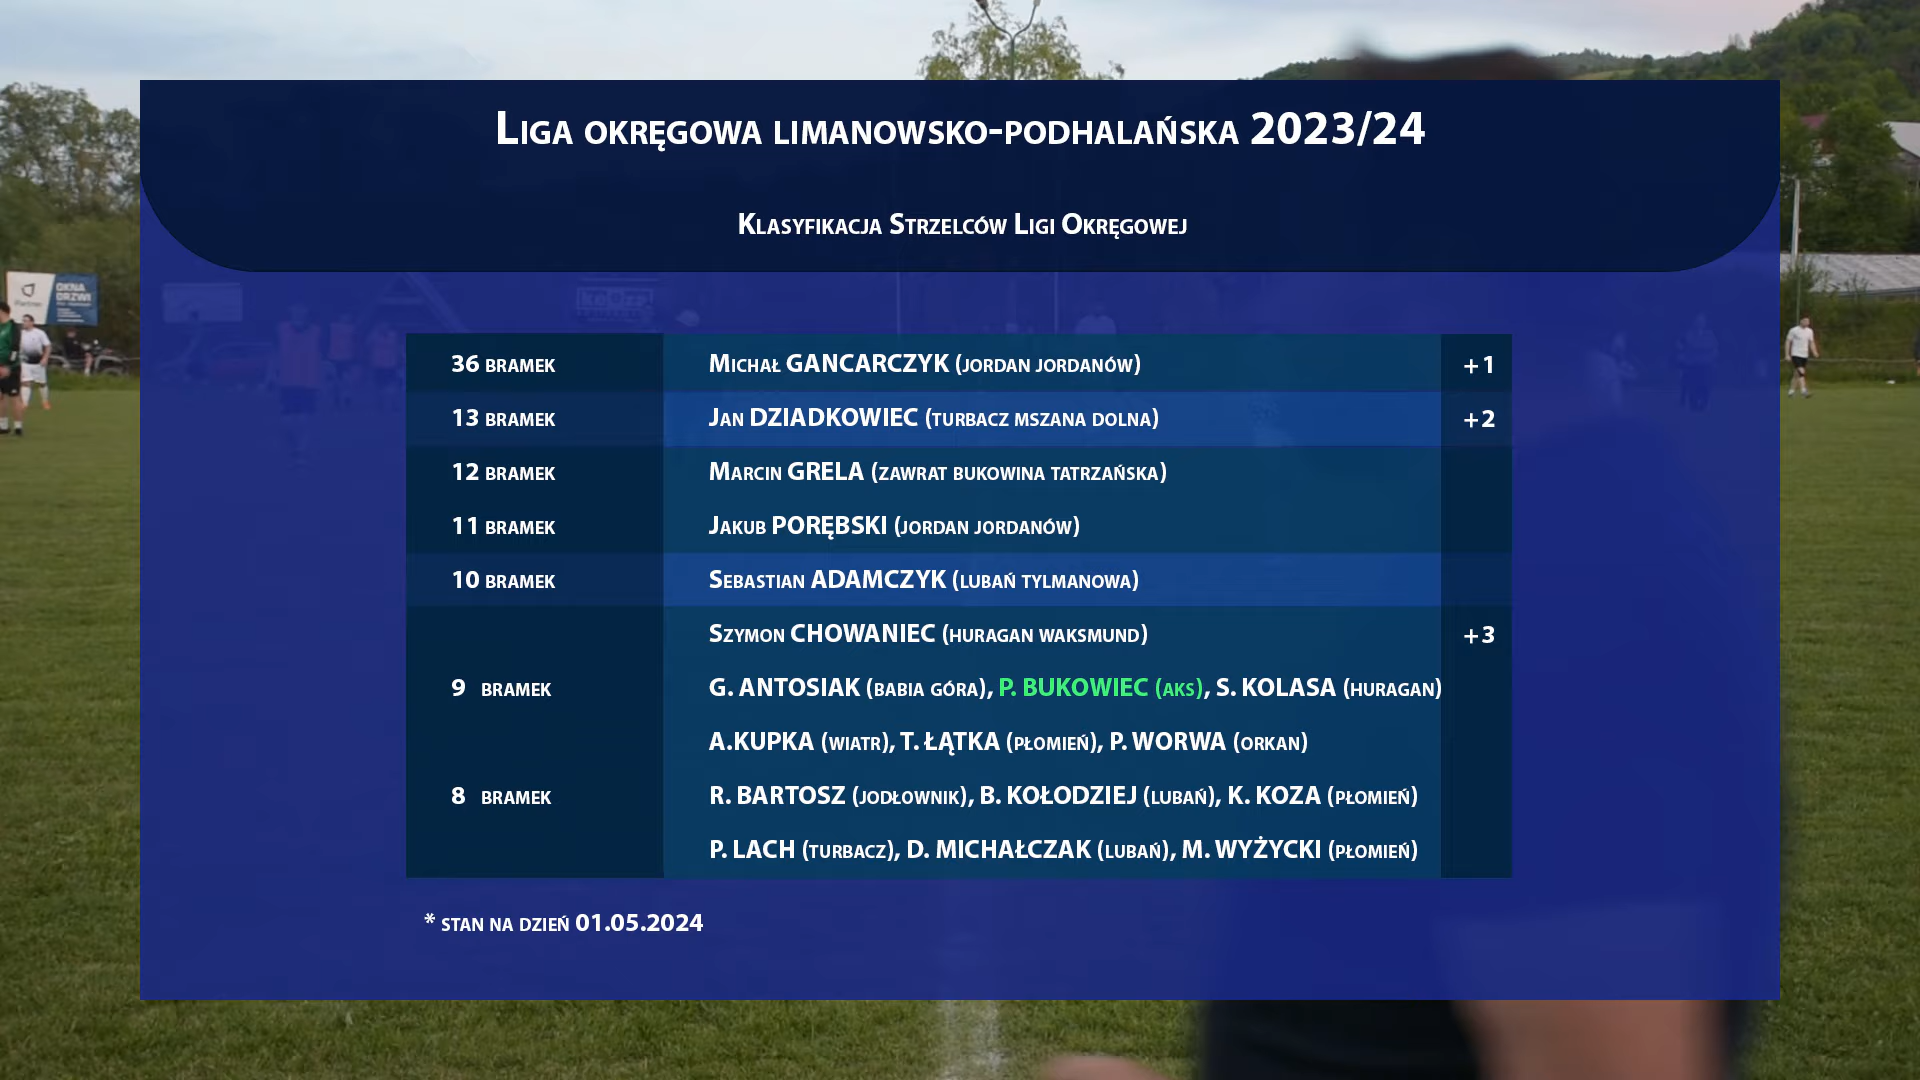 Liga okręgowa limanowsko-podhalańska 2023/24
Klasyfikacja Strzelców Ligi Okręgowej
36 bramek Michał GANCARCZYK (jordan jordanów) +1
13 bramek Jan DZIADKOWIEC (turbacz mszana dolna) +2
12 bramek Marcin GRELA (zawrat bukowina tatrzańska)
11 bramek Jakub PORĘBSKI (jordan jordanów)
10 bramek Sebastian ADAMCZYK (lubań tylmanowa)
Szymon CHOWANIEC (huragan waksmund) +3
9 bramek G. ANTOSIAK (babia góra), P. BUKOWIEC (aks), S. KOLASA (huragan)
A.KUPKA (wiatr), T. ŁĄTKA (płomień), P. WORWA (orkan)
8 bramek R. BARTOSZ (jodłownik), B. KOŁODZIEJ (lubań), K. KOZA (płomień)
P. LACH (turbacz), D. MICHAŁCZAK (lubań), M. WYŻYCKI (płomień)
* stan na dzień 01.05.2024
OKNA
DRZWI